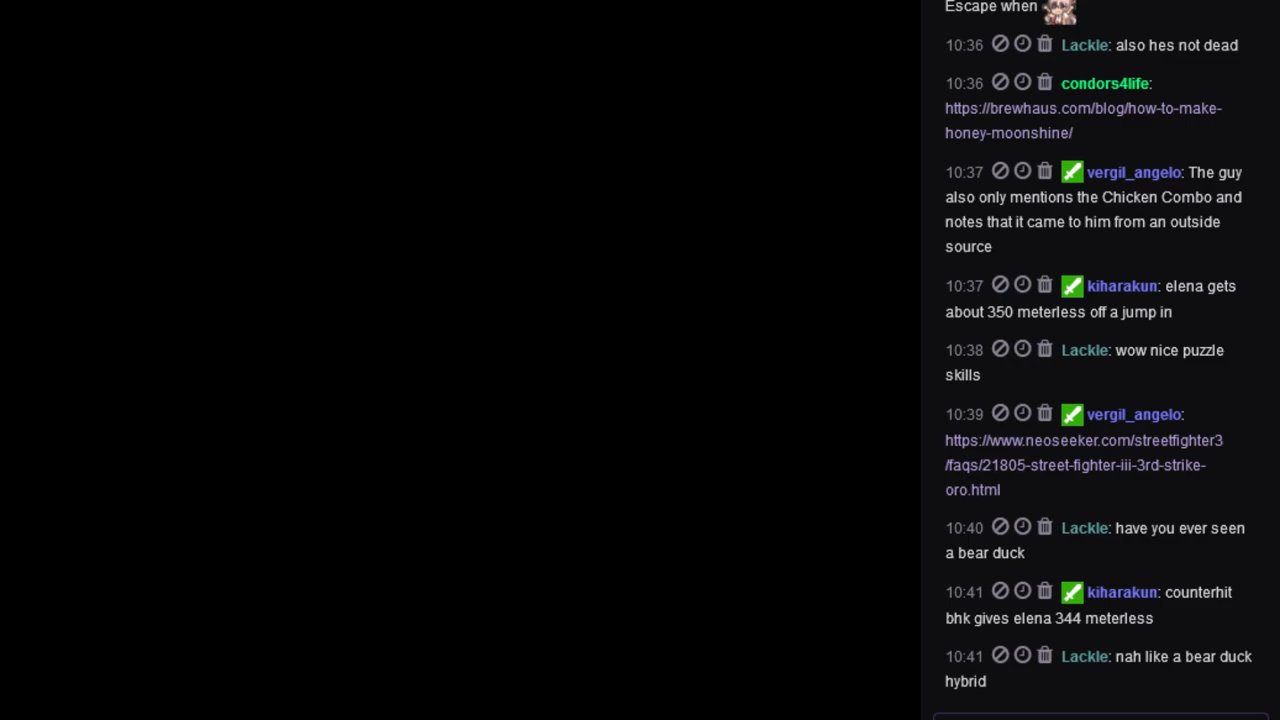 Escape when
10:36 Lackle: also hes not dead
10:36 condors4life:
https://brewhaus.com/blog/how-to-make-
honey-moonshine/
10:37 vergil_angelo: The guy
also only mentions the Chicken Combo and
notes that it came to him from an outside
source
10:37 kiharakun: elena gets
about 350 meterless off a jump in
10:38 Lackle: wow nice puzzle
skills
10:39 vergil_angelo:
https://www.neoseeker.com/streetfighter3
/faqs/21805-street-fighter-iii-3rd-strike-
oro.html
10:40 Lackle: have you ever seen
a bear duck
10:41 kiharakun: counterhit
bhk gives elena 344 meterless
10:41 Lackle: nah like a bear duck
hybrid